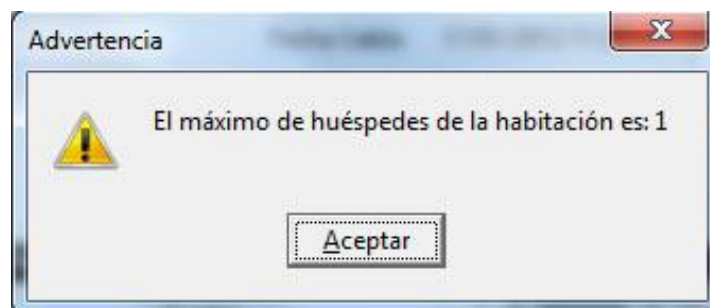 Advertencia
El máximo de huéspedes de la habitación es: 1
Aceptar